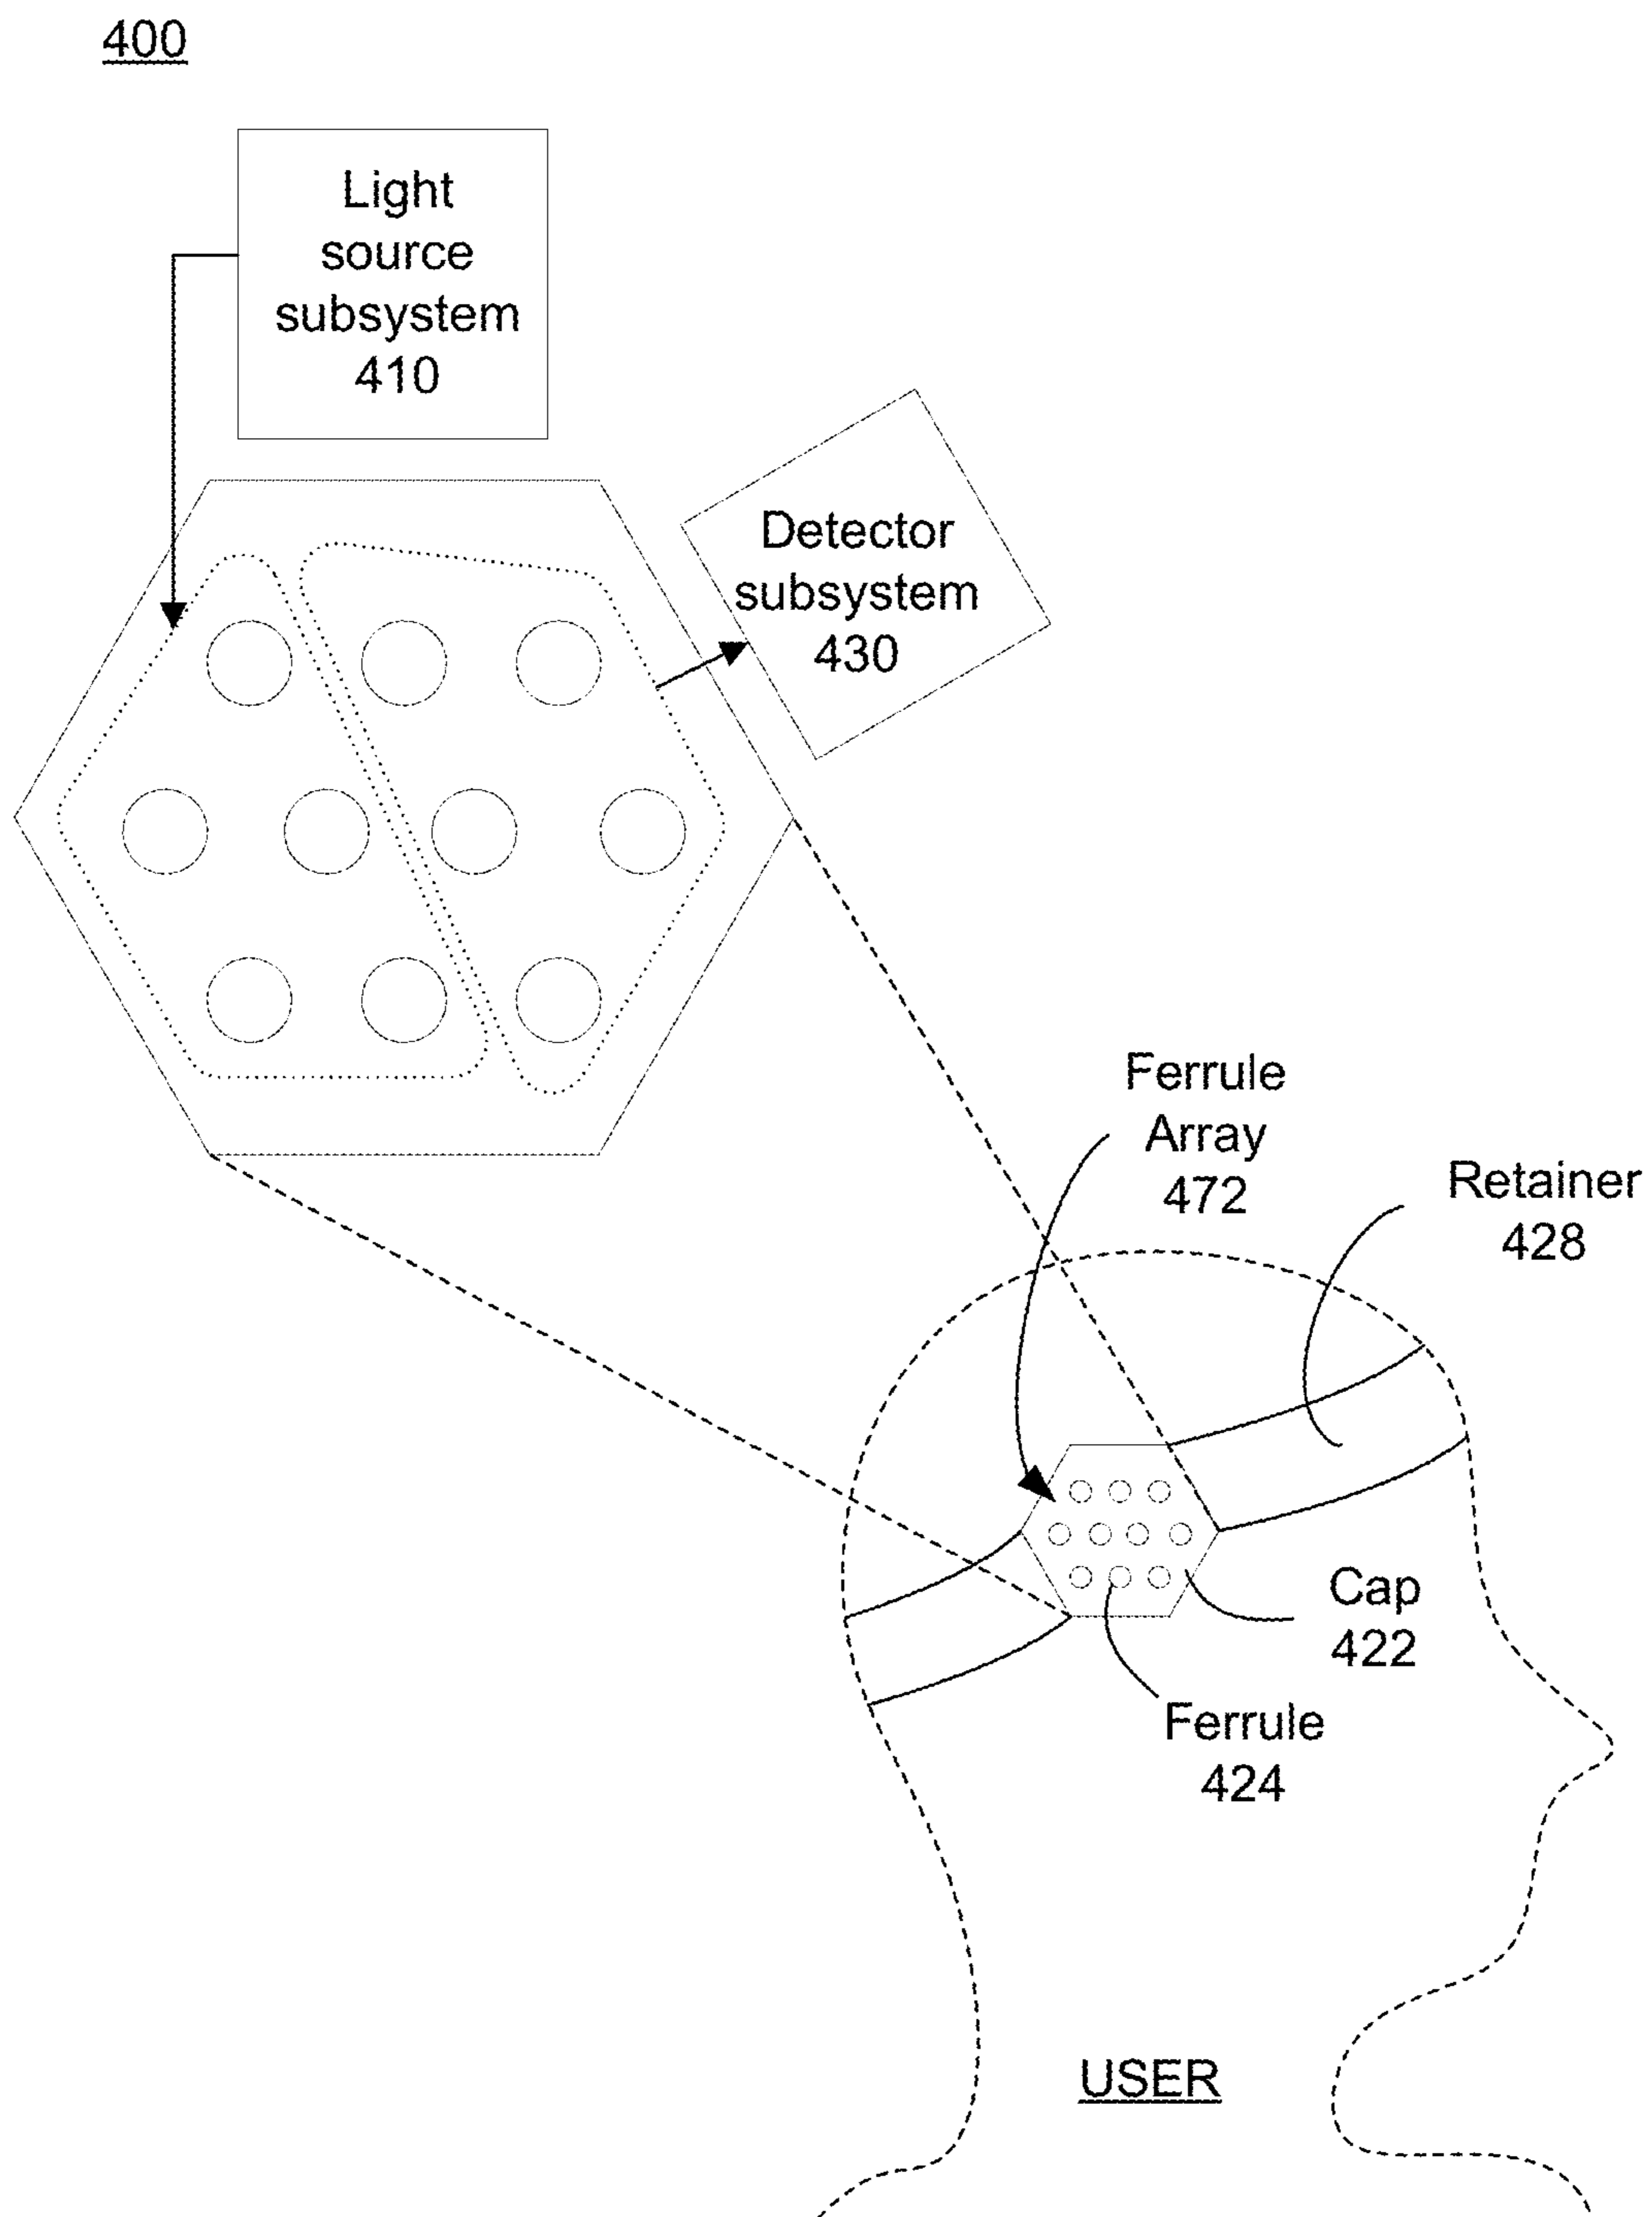 400
Light
source
subsystem
410
Detector
subsystem
430
Ferrule
Array
472
Retainer
428
Cap
422
Ferrule
424
USER